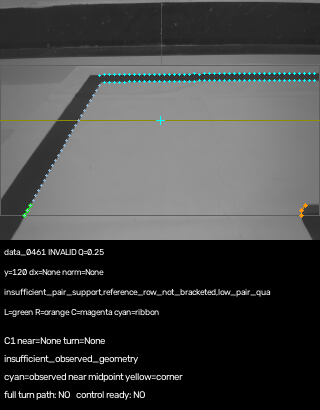 data_0461 INVALID Q=0.25
y=120 dx=None norm=None
insufficient_pair_support,reference_row_not_bracketed,low_pair_qua
L=green R=orange C=magenta cyan=ribbon
C1 near=None turn=None
insufficient_observed_geometry
cyan=observed near midpoint yellow=corner
full turn path: NO control ready: NO